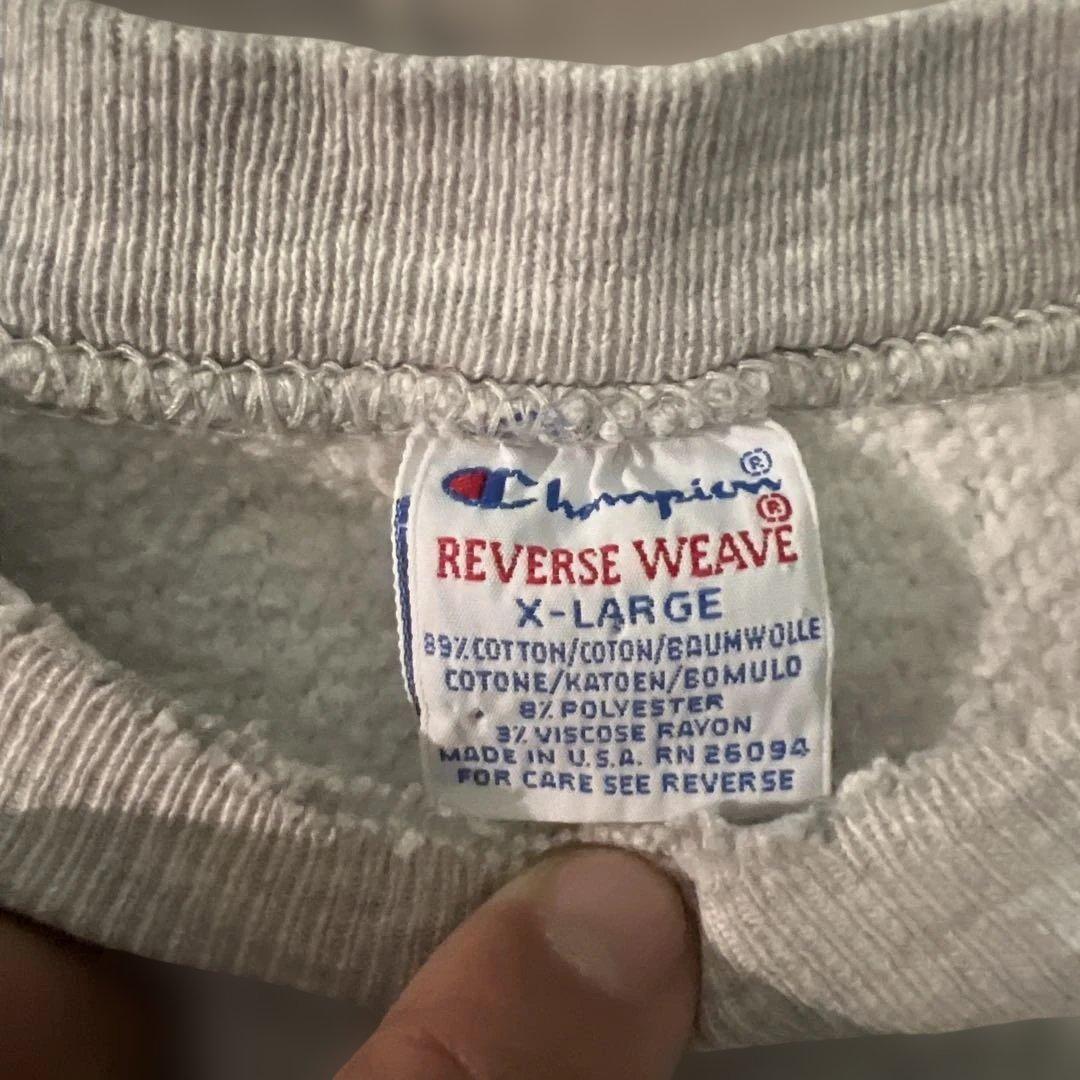 Champion®
REVERSE WEAVE®
X-LARGE
89% COTTON/COTON/BAUMWOLLE
COTONE/KATOEN/BOMULD
8% POLYESTER
3% VISCOSE RAYON
MADE IN U.S.A. RN 26094
FOR CARE SEE REVERSE